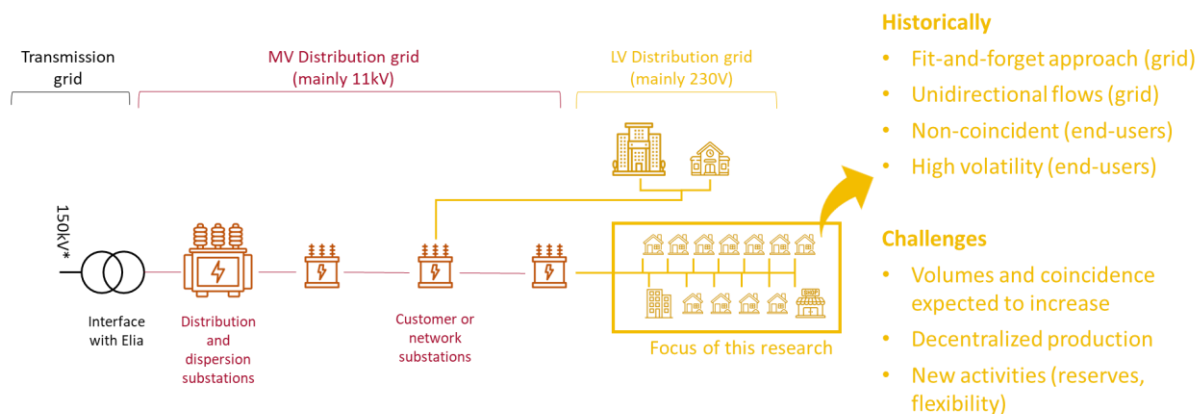 Transmission
grid
MV Distribution grid
(mainly 11kV)
LV Distribution grid
(mainly 230V)
150kV*
Interface
with Elia
Distribution
and
dispersion
substations
Customer or
network
substations
SHOP
Focus of this research
Historically
• Fit-and-forget approach (grid)
• Unidirectional flows (grid)
• Non-coincident (end-users)
• High volatility (end-users)
Challenges
• Volumes and coincidence
expected to increase
• Decentralized production
• New activities (reserves,
flexibility)